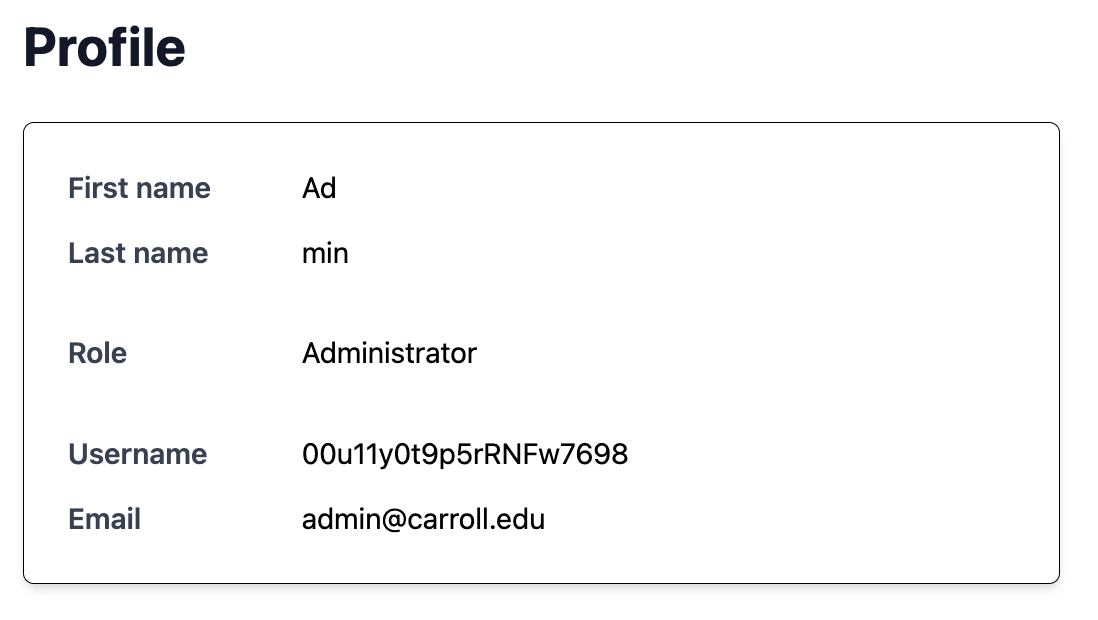 Profile
First name Ad
Last name min
Role Administrator
Username 00u11y0t9p5rRNFw7698
Email admin@carroll.edu